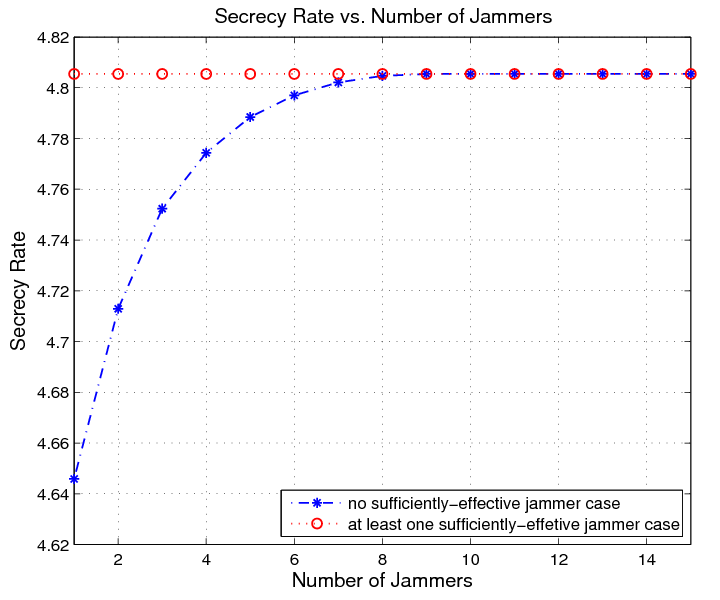 Secrecy Rate vs. Number of Jammers
4.82
4.8
4.78
4.76
4.74
4.72
4.7
4.68
4.66
4.64
4.62
Secrecy Rate
2 4 6 8 10 12 14
Number of Jammers
no sufficiently−effective jammer case
at least one sufficiently−effetive jammer case